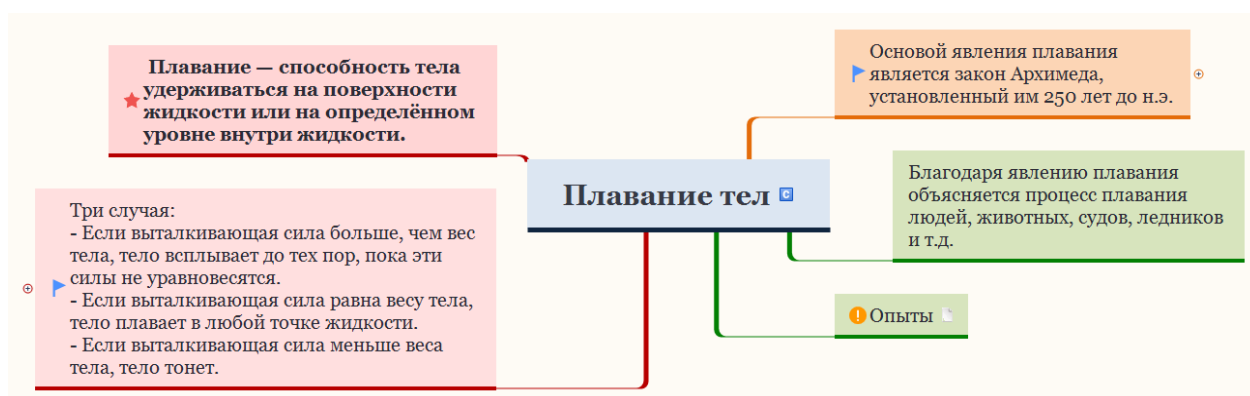 Плавание — способность тела
удерживаться на поверхности
жидкости или на определённом
уровне внутри жидкости.
Основой явления плавания
является закон Архимеда,
установленный им 250 лет до н.э.
Плавание тел
Благодаря явлению плавания
объясняется процесс плавания
людей, животных, судов, ледников
и т.д.
Три случая:
- Если выталкивающая сила больше, чем вес
тела, тело всплывает до тех пор, пока эти
силы не уравновесятся.
- Если выталкивающая сила равна весу тела,
тело плавает в любой точке жидкости.
- Если выталкивающая сила меньше веса
тела, тело тонет.
Опыты